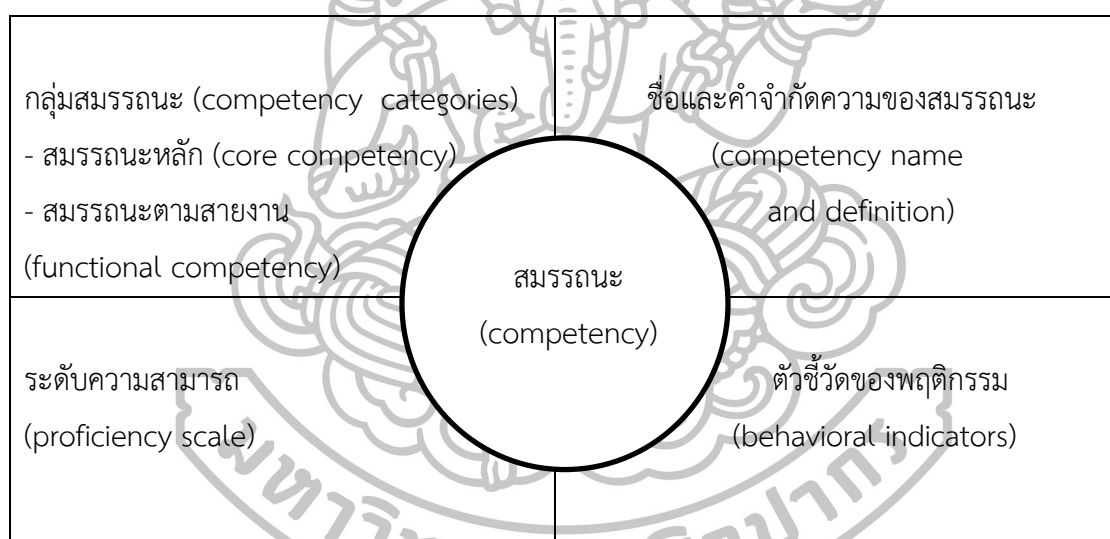 กลุ่มสมรรถนะ (competency categories)
- สมรรถนะหลัก (core competency)
- สมรรถนะตามสายงาน
(functional competency)
ชื่อและคำจำกัดความของสมรรถนะ
(competency name
and definition)
สมรรถนะ
(competency)
ระดับความสามารถ
(proficiency scale)
ตัวชี้วัดของพฤติกรรม
(behavioral indicators)